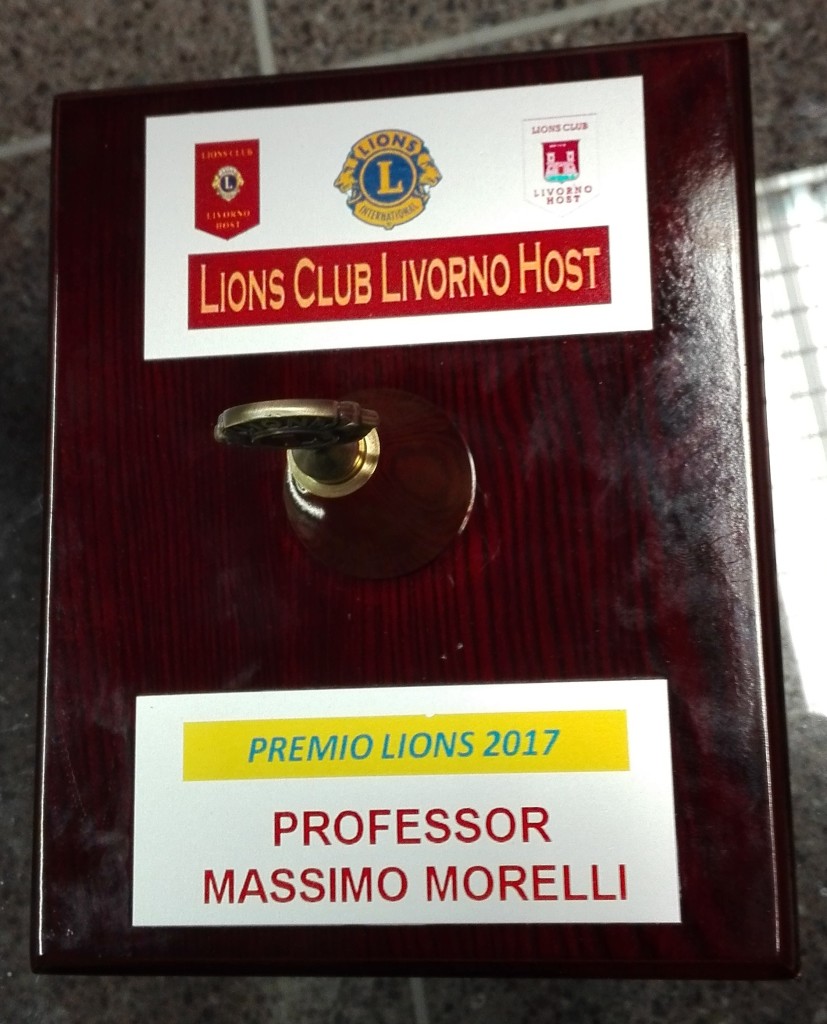 LIONS CLUB
LIVORNO
HOST
LIONS
L
INTERNATIONAL
LIONS CLUB
LIVORNO
HOST
LIONS CLUB LIVORNO HOST
PREMIO LIONS 2017
PROFESSOR
MASSIMO MORELLI